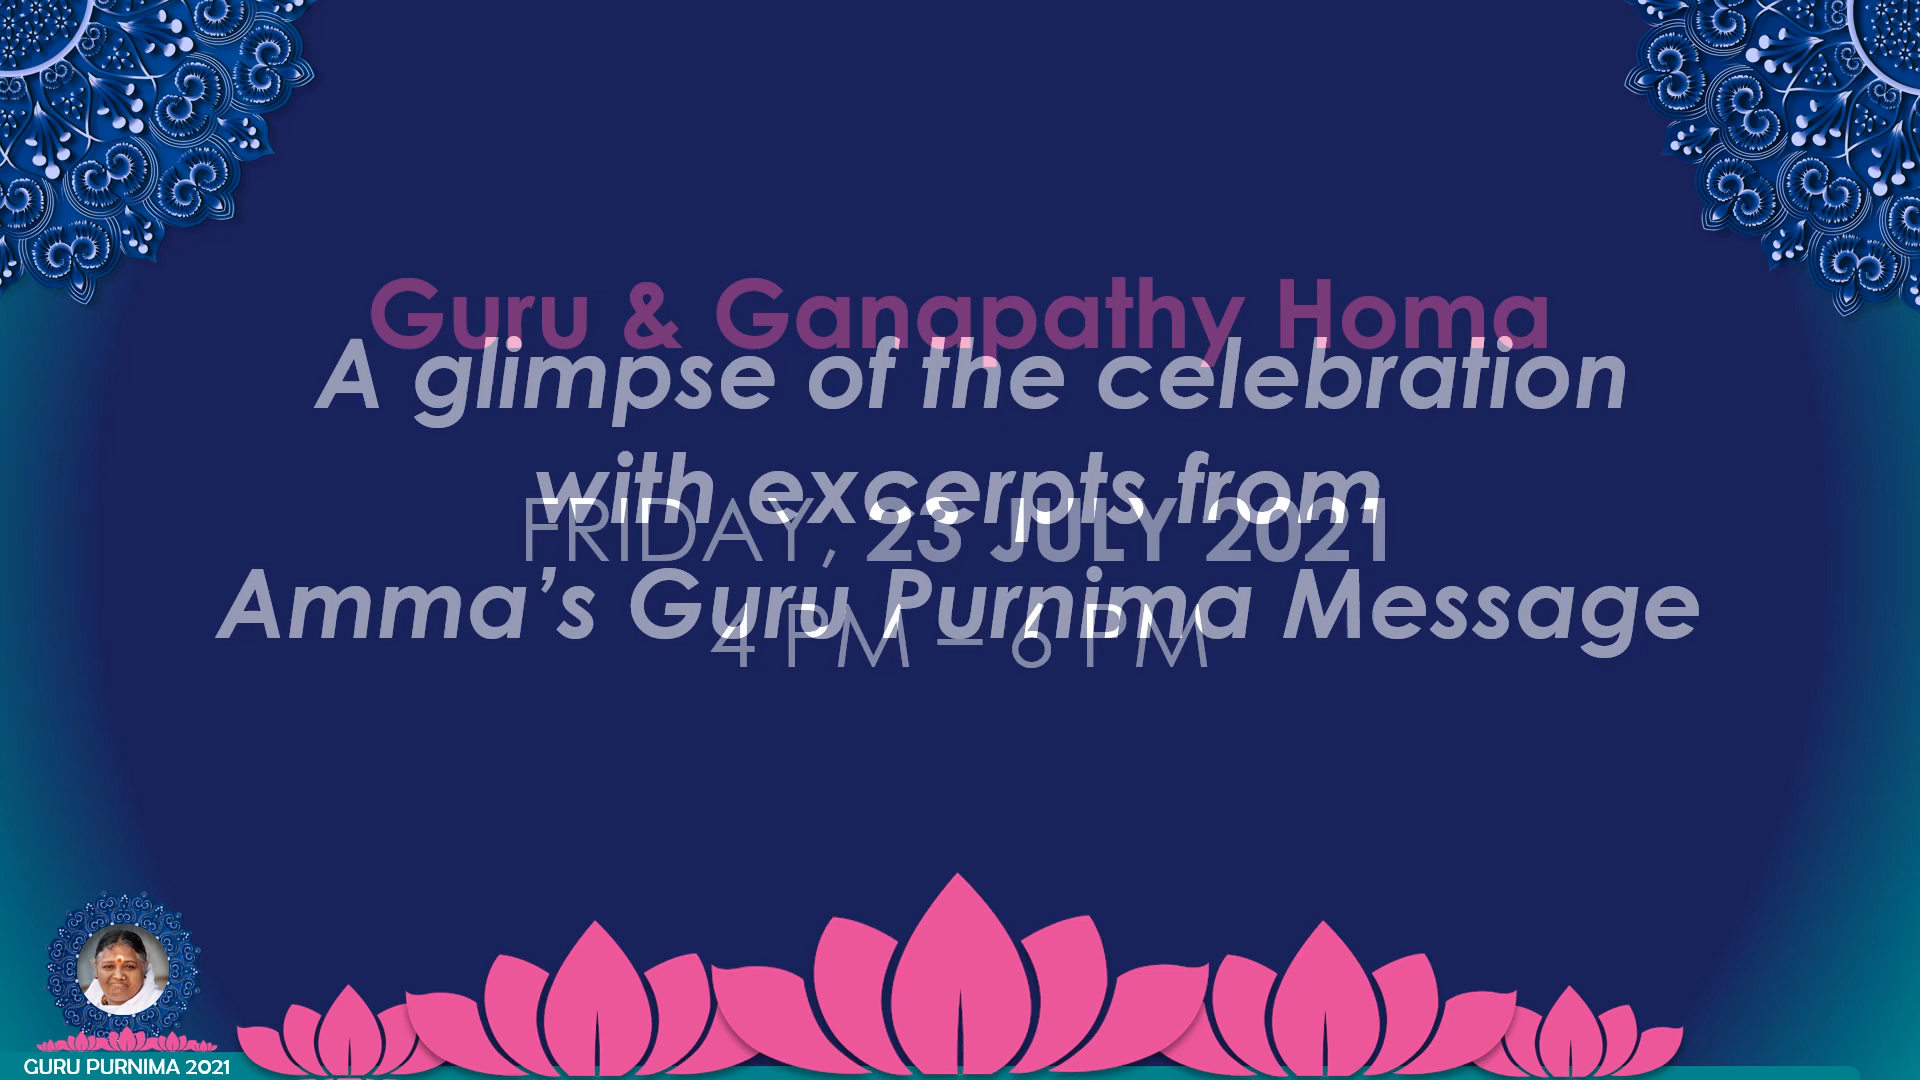 Guru & Ganapathy Homa
A glimpse of the celebration
with excerpts from
FRIDAY, 23 JULY 2021
Amma’s Guru Purnima Message
4 PM – 6 PM
GURU PURNIMA 2021